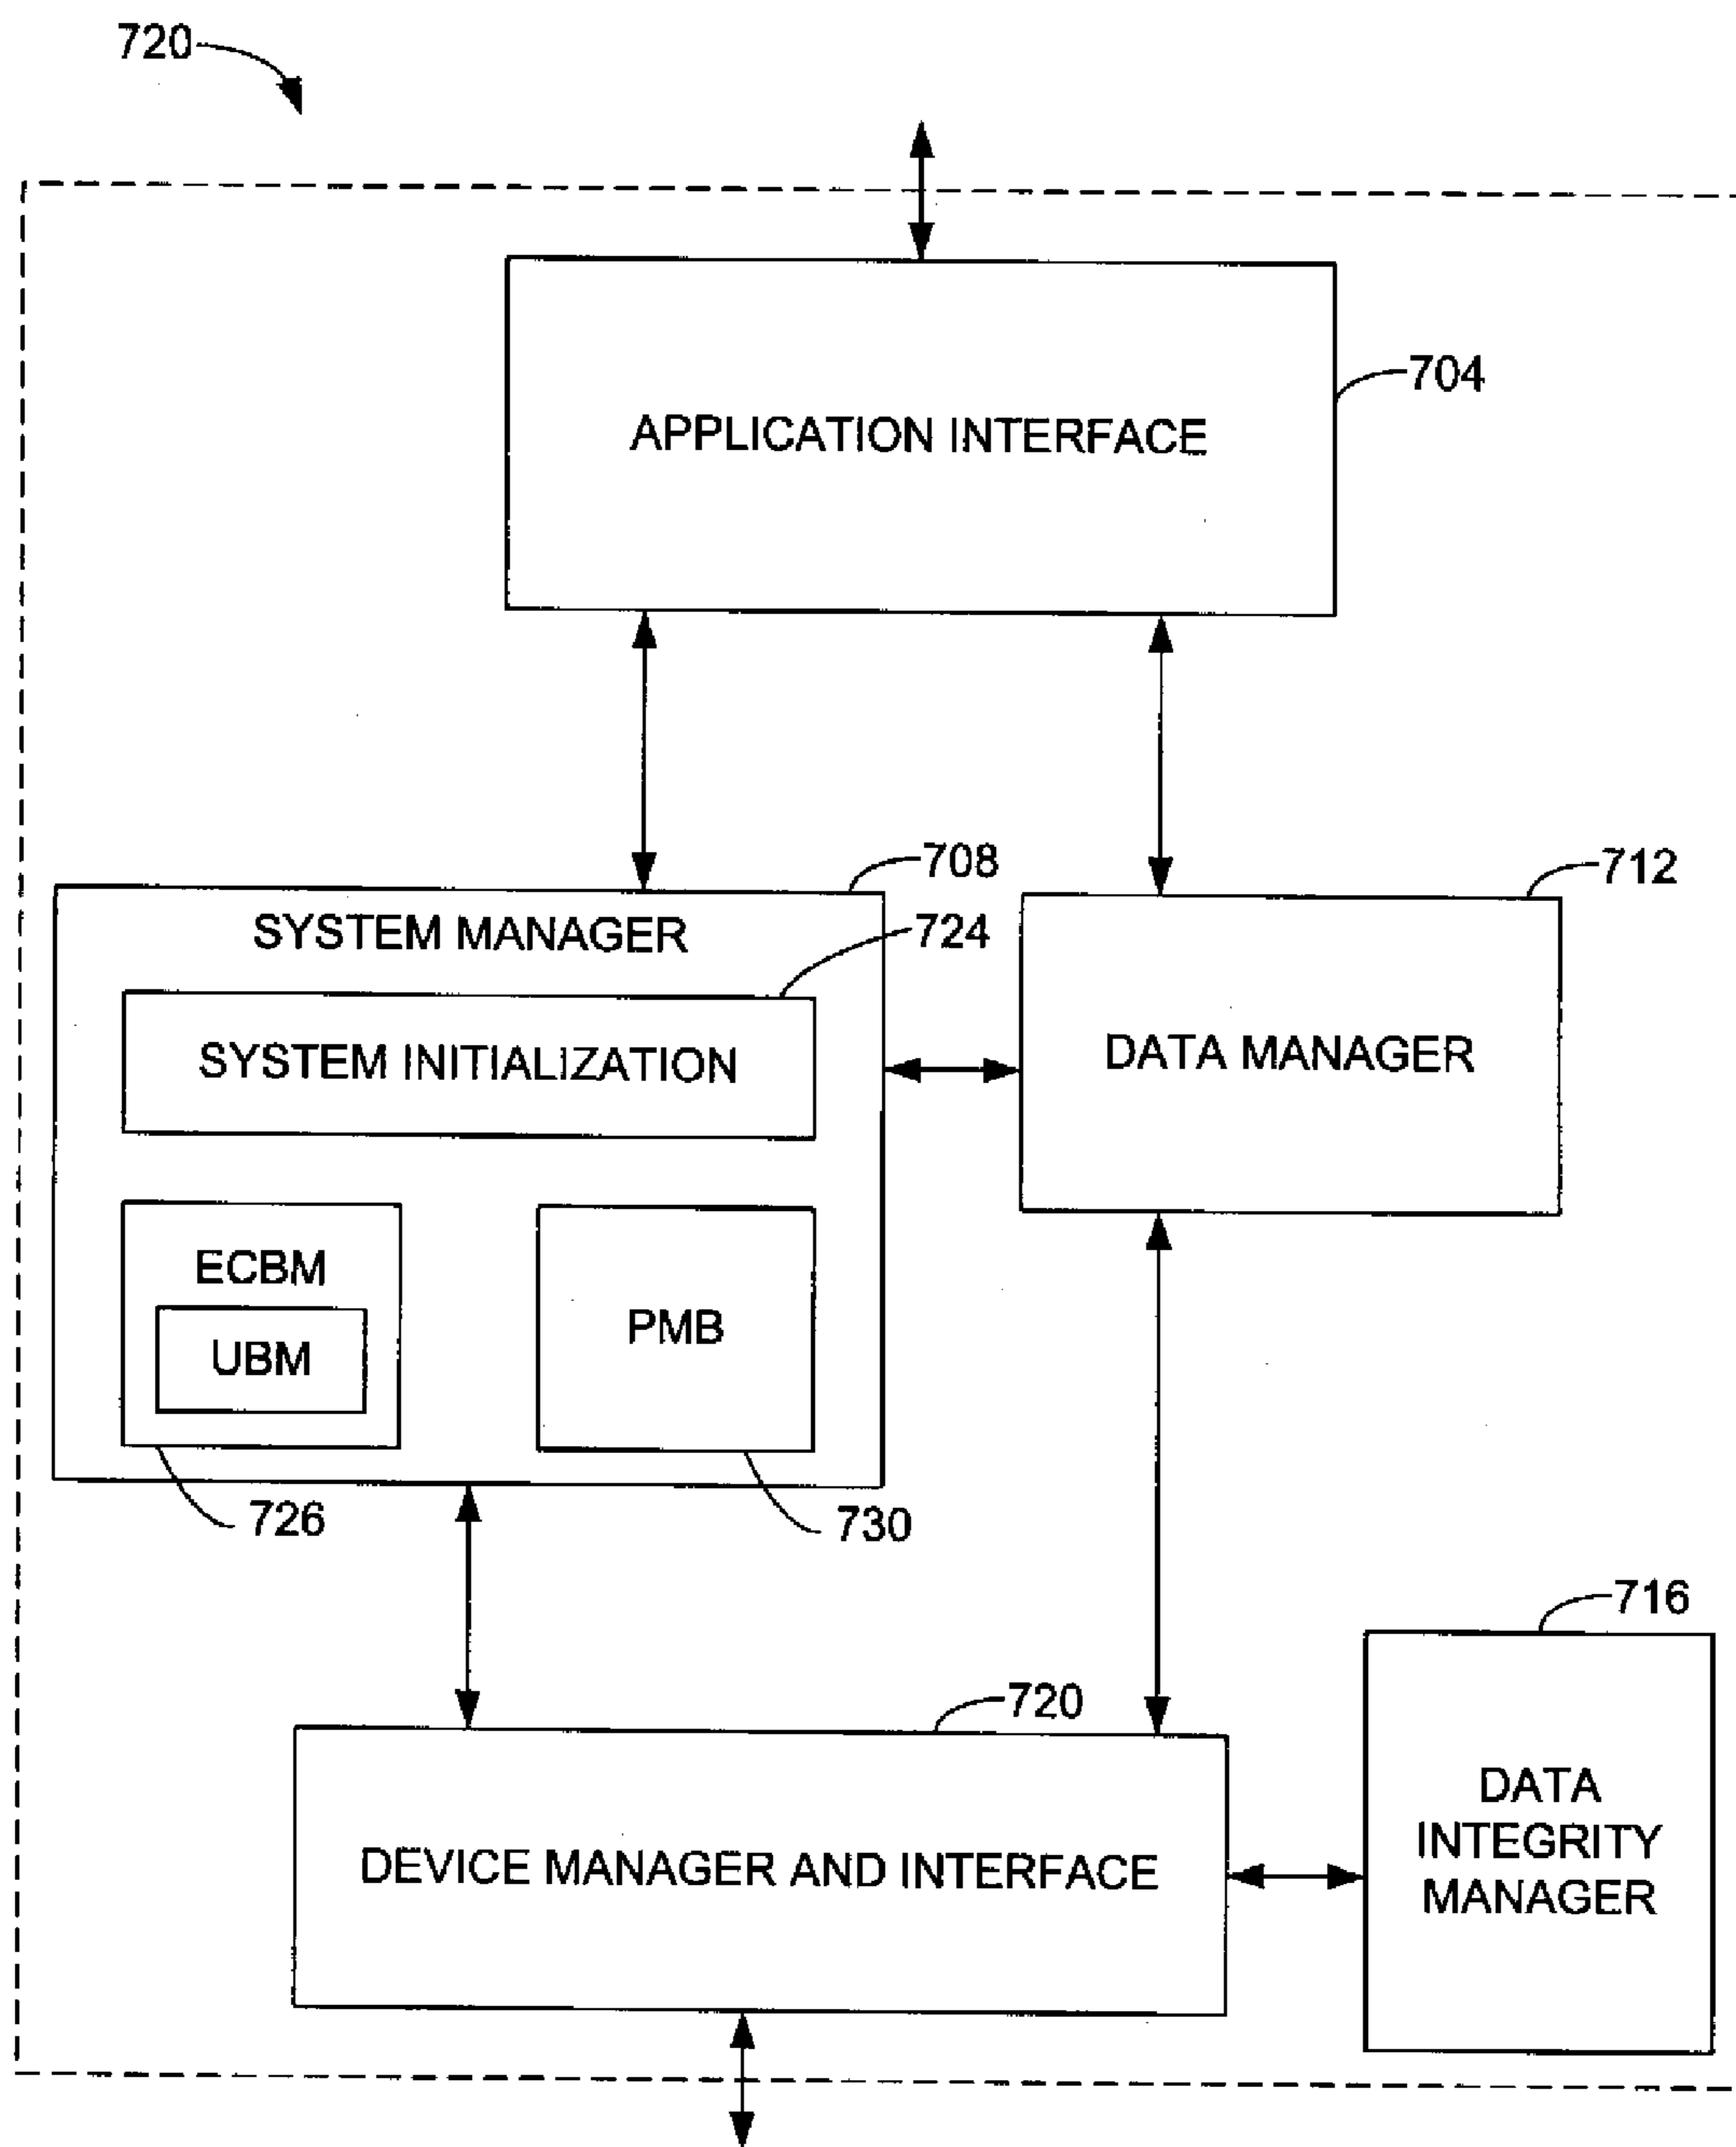 720
APPLICATION INTERFACE
704
708
SYSTEM MANAGER
724
SYSTEM INITIALIZATION
712
DATA MANAGER
ECBM
UBM
PMB
726
730
716
720
DEVICE MANAGER AND INTERFACE
DATA
INTEGRITY
MANAGER